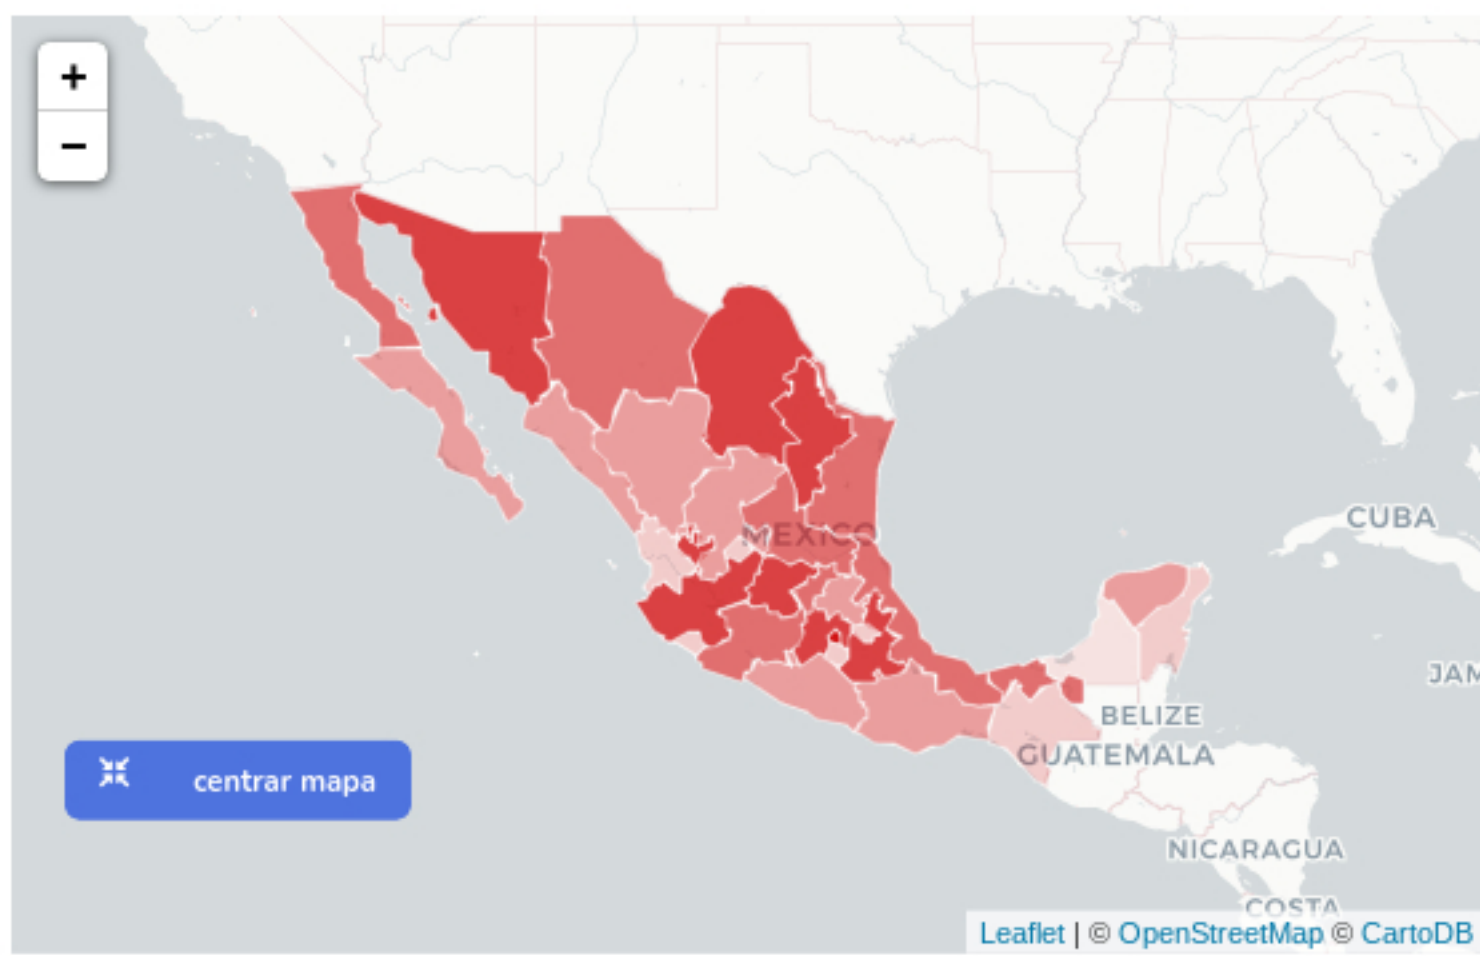 +
−
MEXICO
CUBA
JAM
BELIZE
GUATEMALA
centrar mapa
NICARAGUA
COSTA
Leaflet | © OpenStreetMap © CartoDB